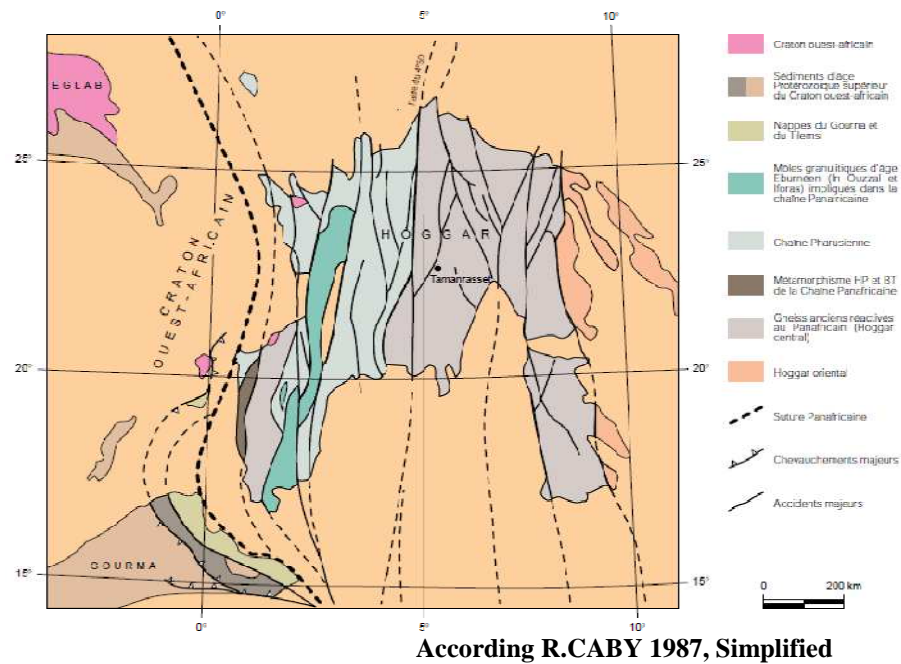 0°
5°
10°
EGLAB
Faille du 4°50
25°
25°
CRATON
OUEST-AFRICAIN
HOGGAR
Tamanrasset
20°
20°
GOURMA
15°
15°
0°
5°
10°
Craton ouest-africain
Sédiments d'âge
Protérozoïque supérieur
du Craton ouest-africain
Nappes du Gourma et
du Tilemsi
Môles granulitiques d'âge
Eburnéen (In Ouzzal et
Iforas) impliqués dans la
chaîne Panafricaine
Chaîne Pharusienne
Métamorphisme HP et BT
de la Chaîne Panafricaine
Gneiss anciens réactivés
au Panafricain (Hoggar
central)
Hoggar oriental
Suture Panafricaine
Chevauchements majeurs
Accidents majeurs
0 200 km
According R.CABY 1987, Simplified